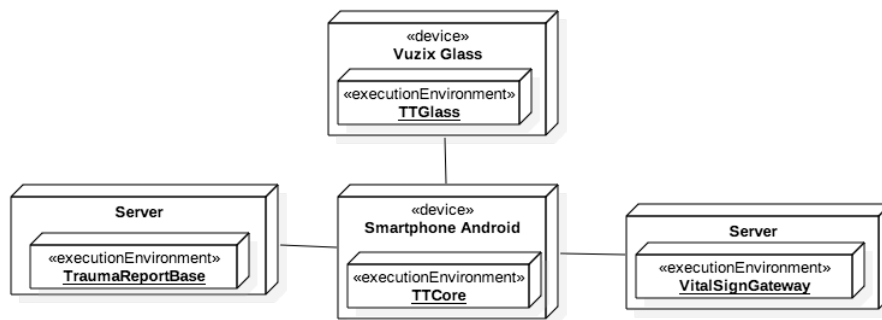 «device»
Vuzix Glass
«executionEnvironment»
TTGlass
Server
«executionEnvironment»
TraumaReportBase
«device»
Smartphone Android
«executionEnvironment»
TTCore
Server
«executionEnvironment»
VitalSignGateway